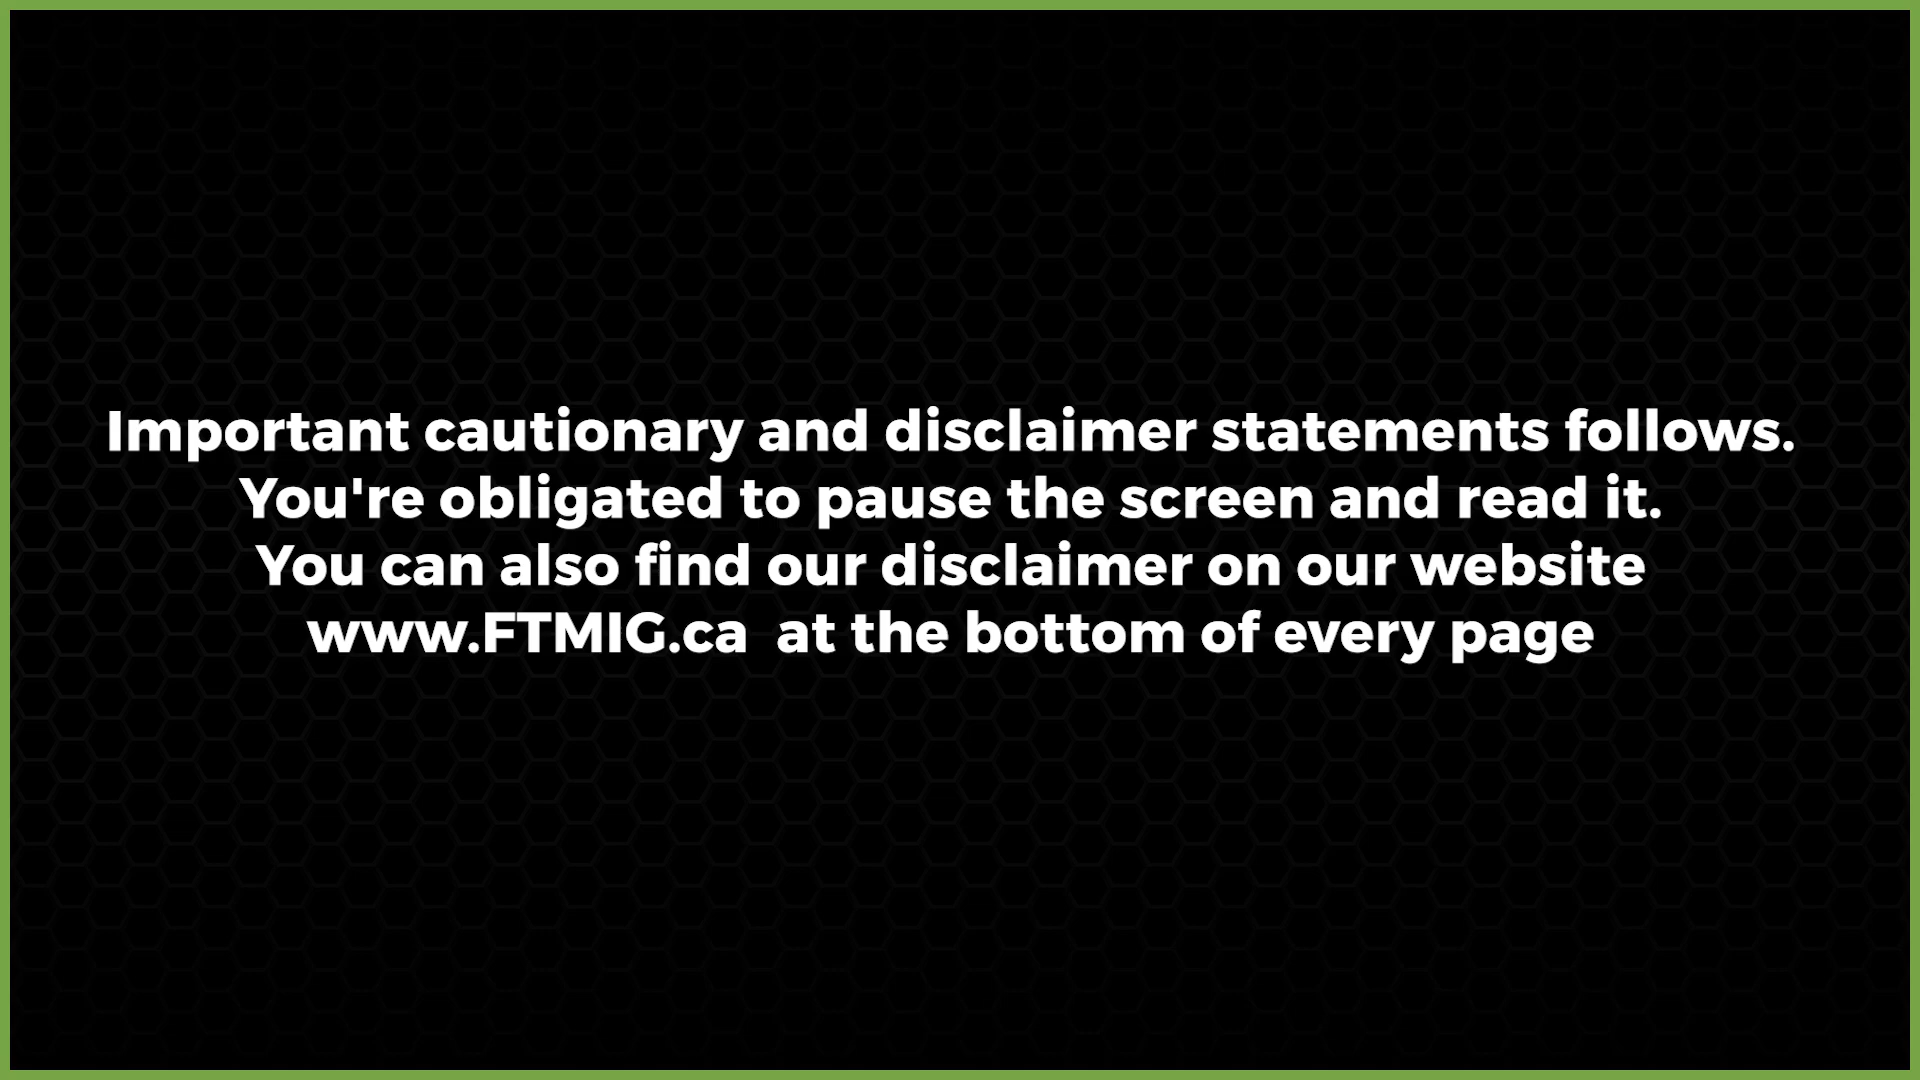 Important cautionary and disclaimer statements follows.
You're obligated to pause the screen and read it.
You can also find our disclaimer on our website
www.FTMIG.ca  at the bottom of every page